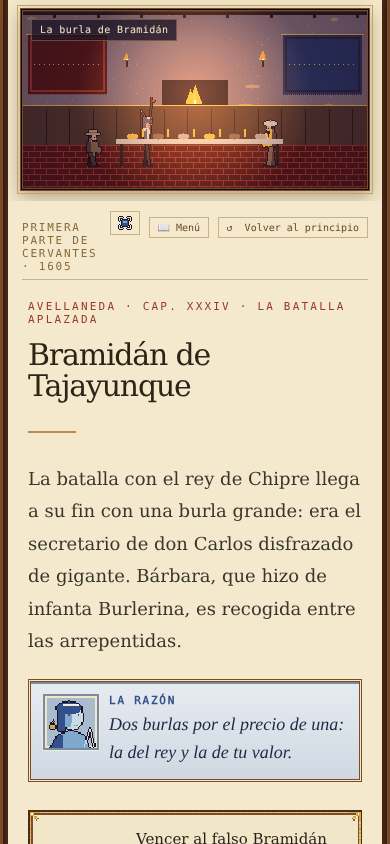 La burla de Bramidán
PRIMERA
PARTE DE
CERVANTES
· 1605
📖 Menú
↺ Volver al principio
AVELLANEDA · CAP. XXXIV · LA BATALLA
APLAZADA
Bramidán de
Tajayunque
La batalla con el rey de Chipre llega
a su fin con una burla grande: era el
secretario de don Carlos disfrazado
de gigante. Bárbara, que hizo de
infanta Burlerina, es recogida entre
las arrepentidas.
LA RAZÓN
Dos burlas por el precio de una:
la del rey y la de tu valor.
Vencer al falso Bramidán